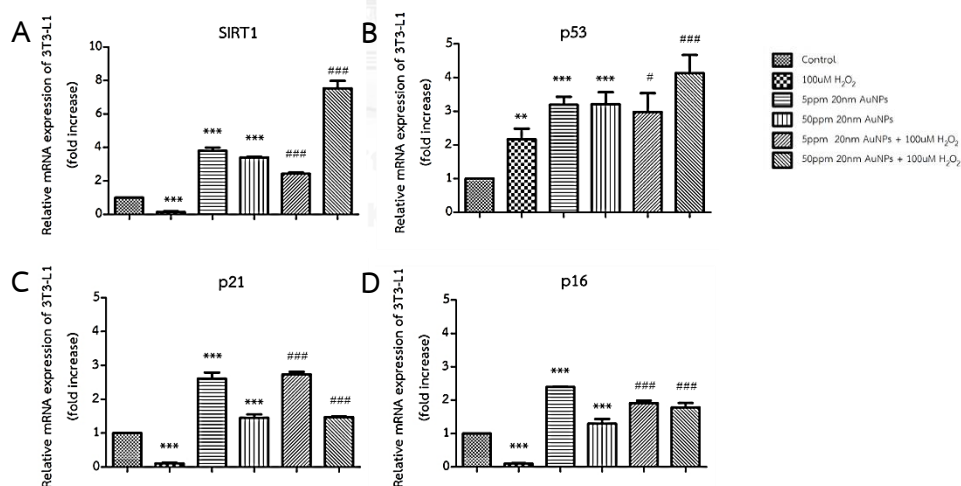 A
SIRT1
Relative mRNA expression of 3T3-L1
(fold increase)
10
8
6
4
2
0
***
***
***
###
###
B
p53
Relative mRNA expression of 3T3-L1
(fold increase)
5
4
3
2
1
0
**
***
***
#
###
Control
100uM H₂O₂
5ppm 20nm AuNPs
50ppm 20nm AuNPs
5ppm 20nm AuNPs + 100uM H₂O₂
50ppm 20nm AuNPs + 100uM H₂O₂
C
p21
Relative mRNA expression of 3T3-L1
(fold increase)
5
4
3
2
1
0
***
***
***
###
###
D
p16
Relative mRNA expression of 3T3-L1
(fold increase)
5
4
3
2
1
0
***
***
***
###
###